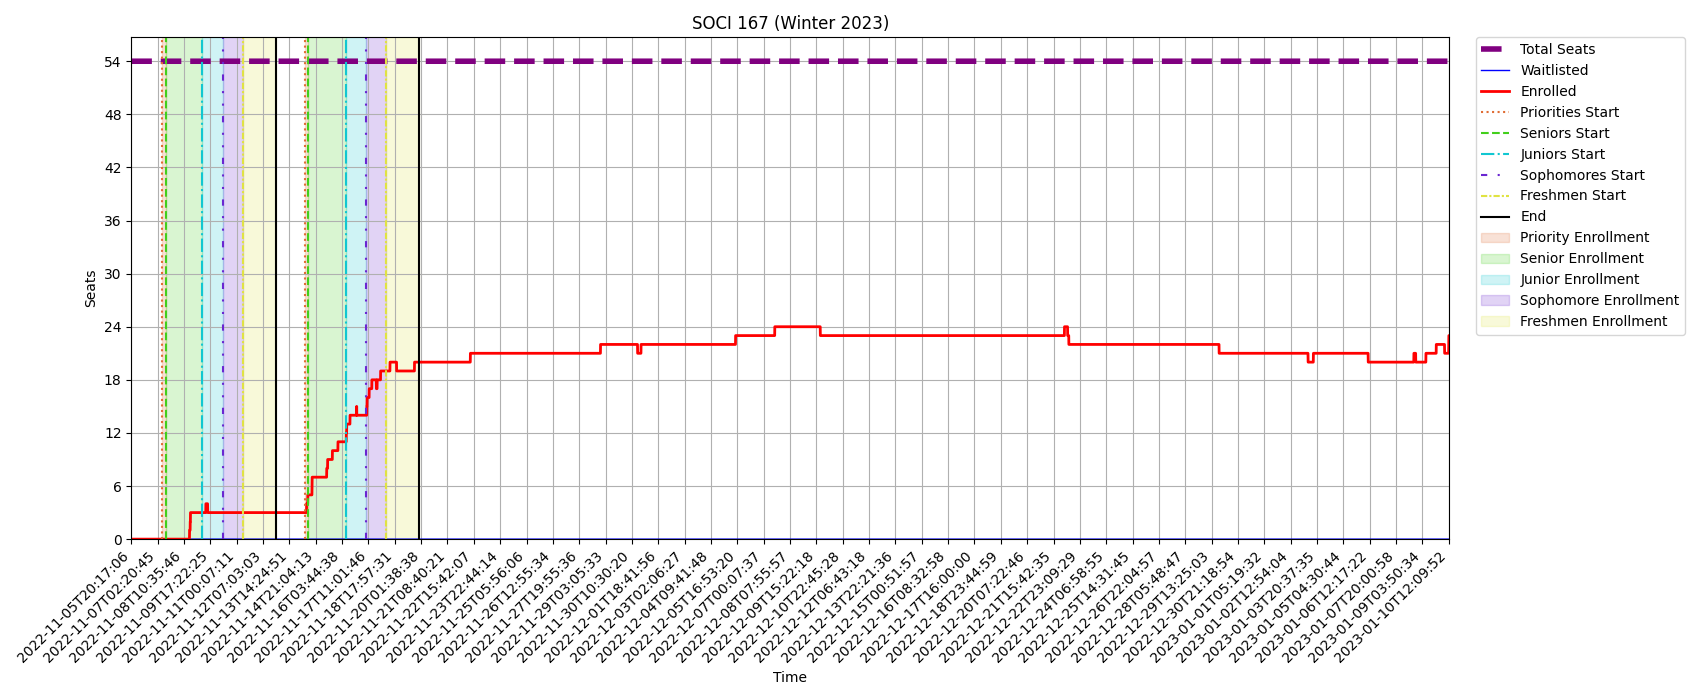 SOCI 167 (Winter 2023)
Seats
54
48
42
36
30
24
18
12
6
0
2022-11-05T20:17:06
2022-11-07T02:20:45
2022-11-08T10:35:46
2022-11-09T17:22:25
2022-11-11T00:07:11
2022-11-12T07:03:03
2022-11-13T14:24:51
2022-11-14T21:04:13
2022-11-16T03:44:38
2022-11-17T11:01:46
2022-11-18T17:57:31
2022-11-20T01:38:38
2022-11-21T08:40:21
2022-11-22T15:42:07
2022-11-23T22:44:14
2022-11-25T05:56:06
2022-11-26T12:55:34
2022-11-27T19:55:36
2022-11-29T03:05:33
2022-11-30T10:30:20
2022-12-01T18:41:56
2022-12-03T02:06:27
2022-12-04T09:41:48
2022-12-05T16:53:20
2022-12-07T00:07:37
2022-12-08T07:55:57
2022-12-09T15:22:18
2022-12-10T22:45:28
2022-12-12T06:43:18
2022-12-13T22:21:36
2022-12-15T00:51:57
2022-12-16T08:32:58
2022-12-17T16:00:00
2022-12-18T23:44:59
2022-12-20T07:22:46
2022-12-21T15:42:35
2022-12-22T23:09:29
2022-12-24T06:58:55
2022-12-25T14:31:45
2022-12-26T22:04:57
2022-12-28T05:48:47
2022-12-29T13:25:03
2022-12-30T21:18:54
2023-01-01T05:19:32
2023-01-02T12:54:04
2023-01-03T20:37:35
2023-01-05T04:30:44
2023-01-06T12:17:22
2023-01-07T20:00:58
2023-01-09T03:50:34
2023-01-10T12:09:52
Time
Total Seats
Waitlisted
Enrolled
Priorities Start
Seniors Start
Juniors Start
Sophomores Start
Freshmen Start
End
Priority Enrollment
Senior Enrollment
Junior Enrollment
Sophomore Enrollment
Freshmen Enrollment